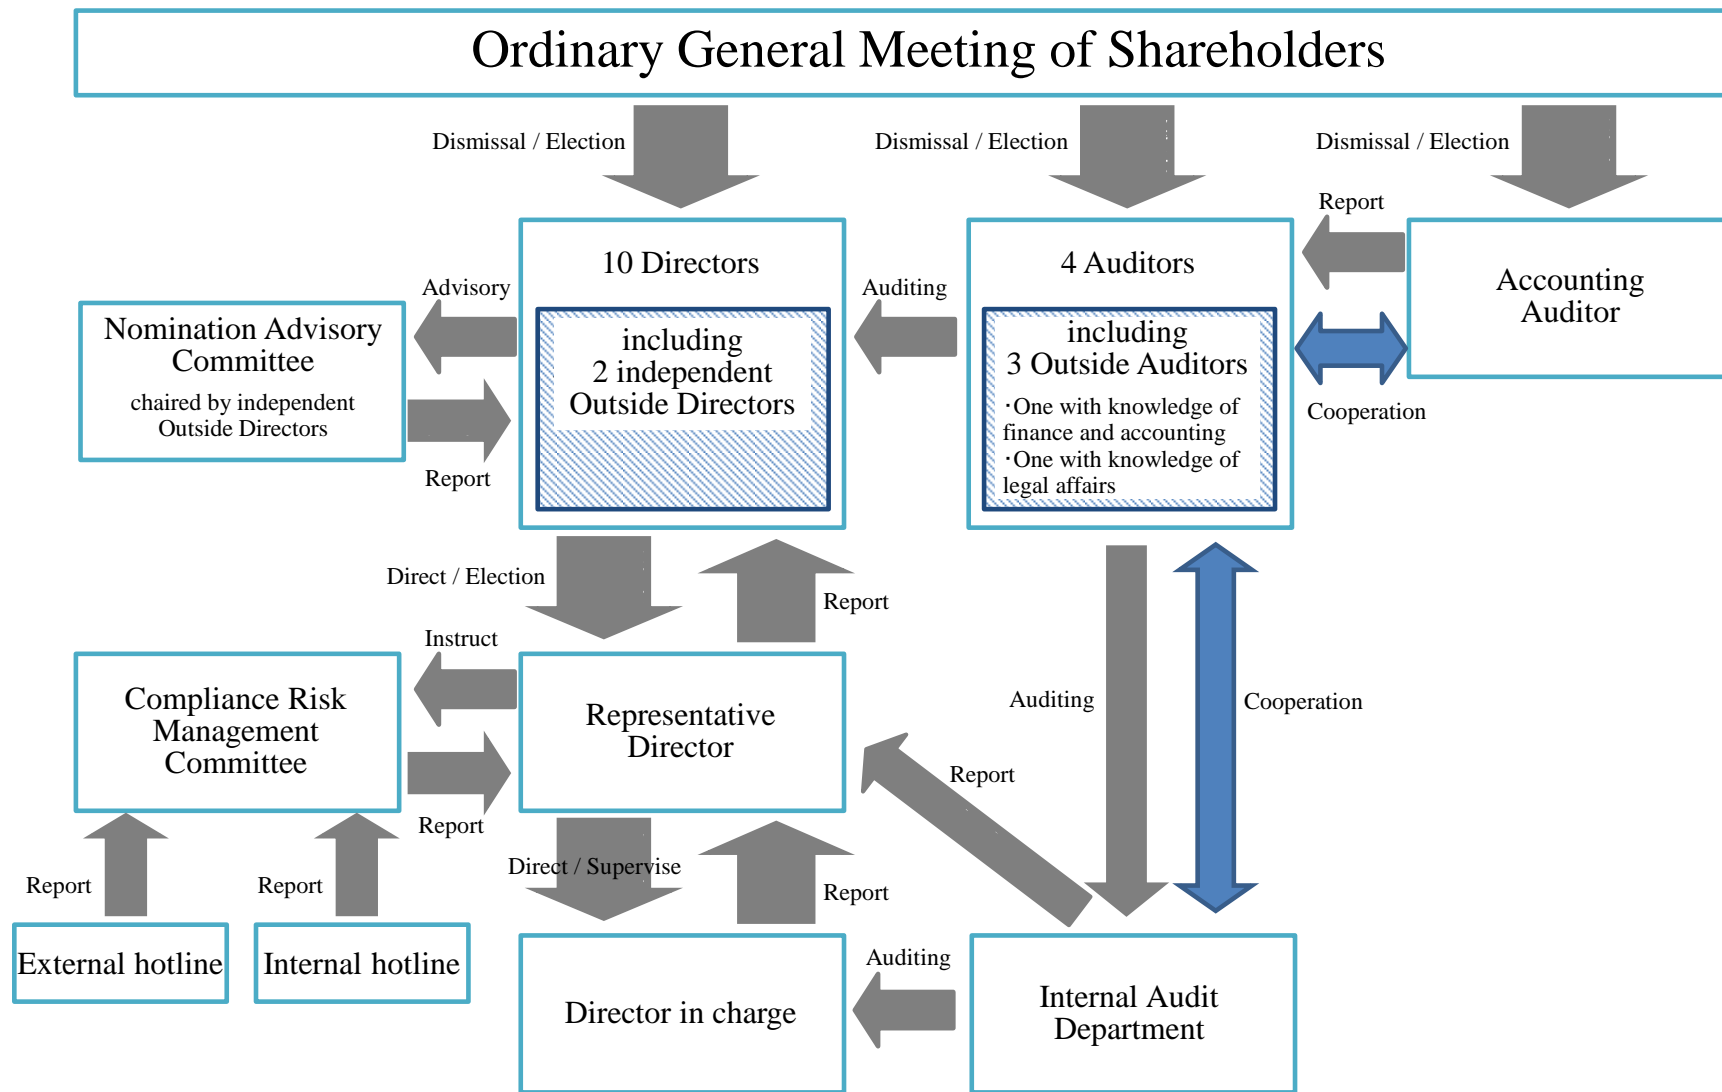 Ordinary General Meeting of Shareholders
Dismissal / Election
Dismissal / Election
Dismissal / Election
Report
10 Directors
4 Auditors
Accounting
Auditor
Advisory
Auditing
Nomination Advisory
Committee
chaired by independent
Outside Directors
including
2 independent
Outside Directors
including
3 Outside Auditors
・One with knowledge of
finance and accounting
・One with knowledge of
legal affairs
Cooperation
Report
Direct / Election
Report
Instruct
Compliance Risk
Management
Committee
Representative
Director
Auditing
Cooperation
Report
Report
Report
Report
Direct / Supervise
Report
External hotline
Internal hotline
Director in charge
Auditing
Internal Audit
Department